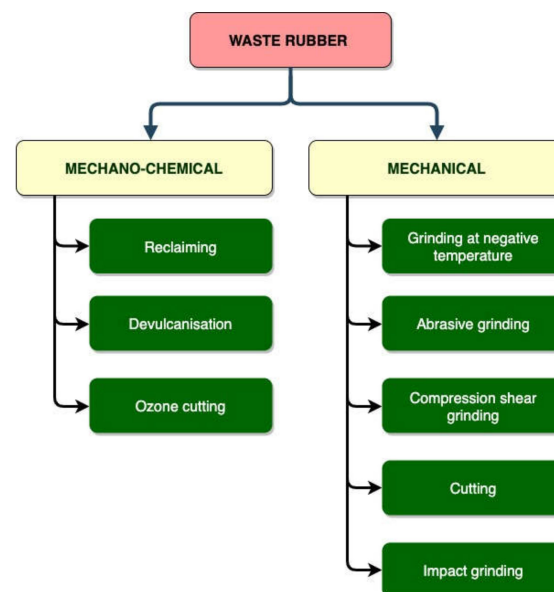 WASTE RUBBER
MECHANO-CHEMICAL
MECHANICAL
Reclaiming
Devulcanisation
Ozone cutting
Grinding at negative
temperature
Abrasive grinding
Compression shear
grinding
Cutting
Impact grinding